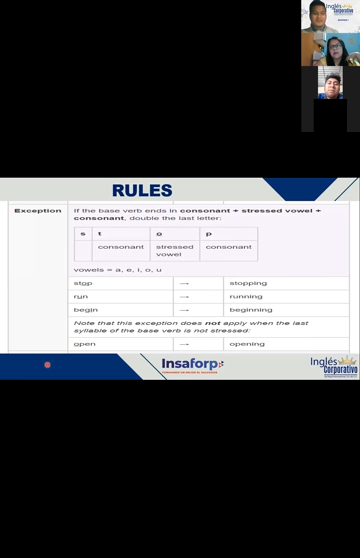 Inglés
Corporativo
RULES
Exception
If the base verb ends in consonant + stressed vowel +
consonant, double the last letter:
s t o p
consonant stressed vowel consonant
vowels = a, e, i, o, u
stop → stopping
run → running
begin → beginning
Note that this exception does not apply when the last
syllable of the base verb is not stressed:
open → opening
Insaforp
Inglés
Corporativo